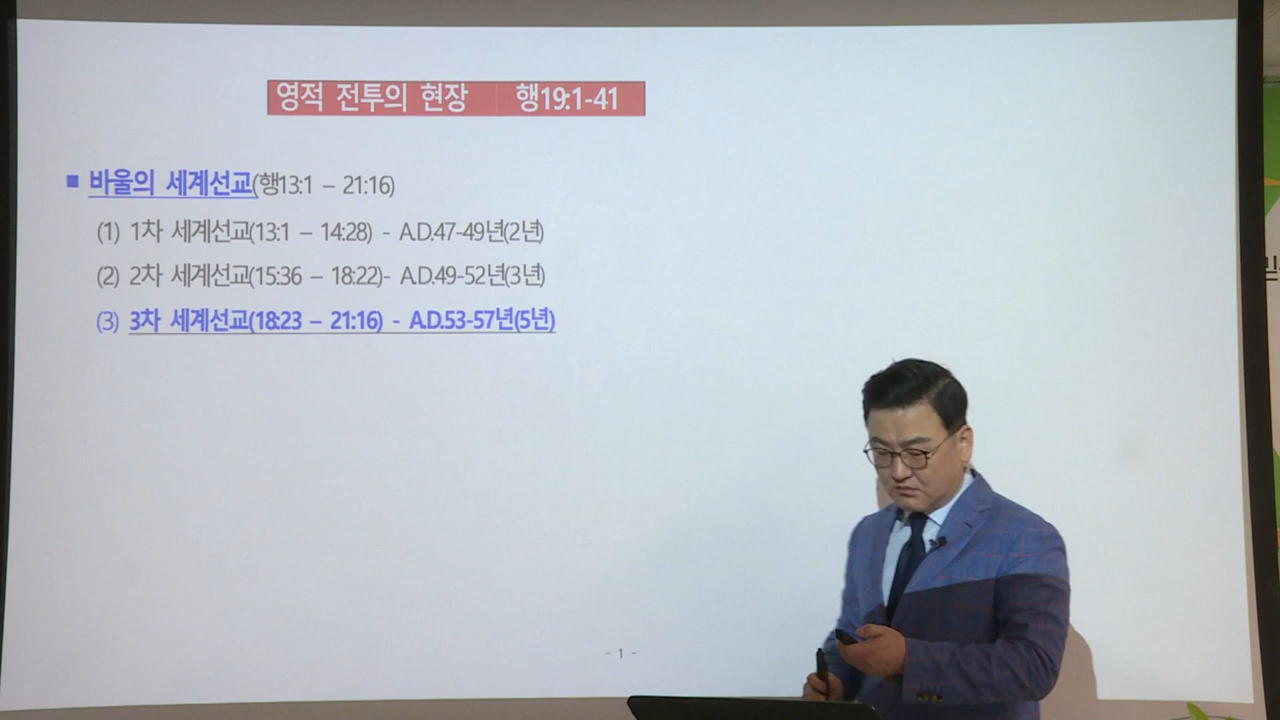 영적 전투의 현장 행19:1-41
■ 바울의 세계선교(행13:1 – 21:16)
(1) 1차 세계선교(13:1 – 14:28) - A.D.47-49년(2년)
(2) 2차 세계선교(15:36 – 18:22)- A.D.49-52년(3년)
(3) 3차 세계선교(18:23 – 21:16) - A.D.53-57년(5년)
- 1 -